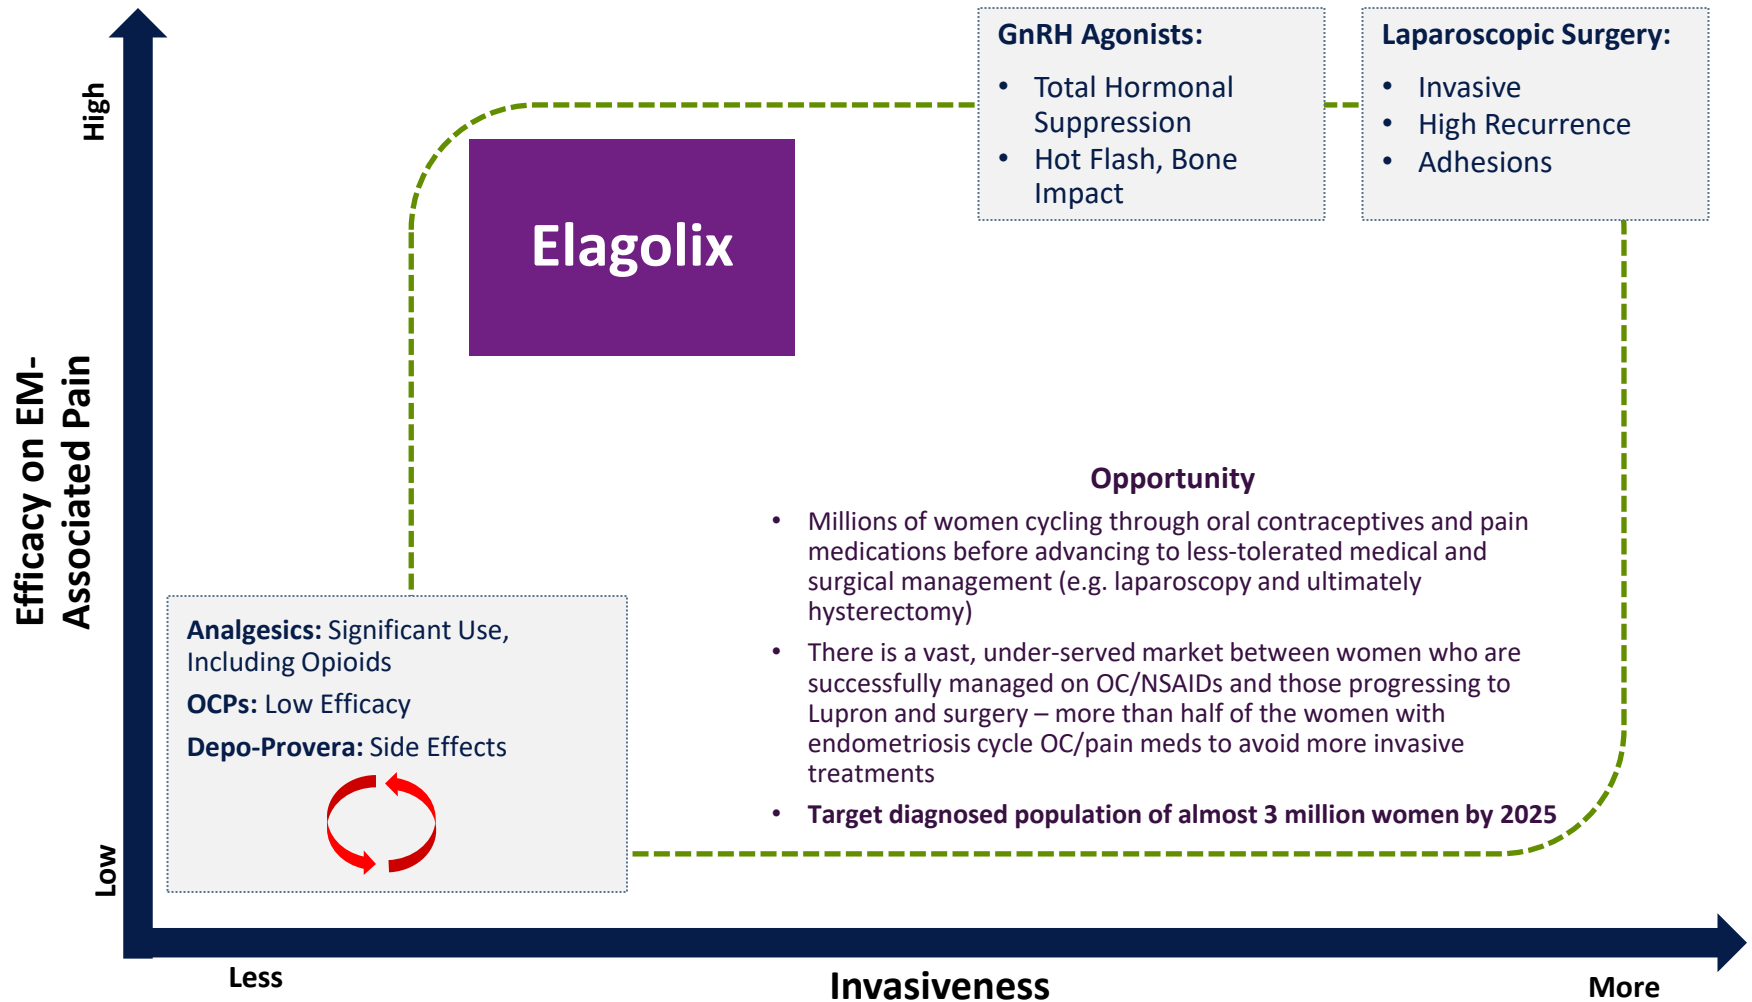 High
Efficacy on EM-
Associated Pain
Low
GnRH Agonists:
• Total Hormonal
Suppression
• Hot Flash, Bone
Impact
Laparoscopic Surgery:
• Invasive
• High Recurrence
• Adhesions
Elagolix
Analgesics: Significant Use,
Including Opioids
OCPs: Low Efficacy
Depo-Provera: Side Effects
Opportunity
• Millions of women cycling through oral contraceptives and pain
medications before advancing to less-tolerated medical and
surgical management (e.g. laparoscopy and ultimately
hysterectomy)
• There is a vast, under-served market between women who are
successfully managed on OC/NSAIDs and those progressing to
Lupron and surgery – more than half of the women with
endometriosis cycle OC/pain meds to avoid more invasive
treatments
• Target diagnosed population of almost 3 million women by 2025
Less
Invasiveness
More